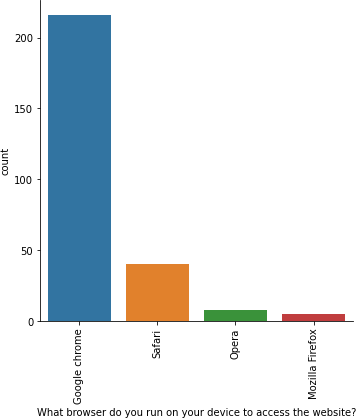 200
150
100
50
0
count
Google chrome
Safari
Opera
Mozilla Firefox
What browser do you run on your device to access the website?